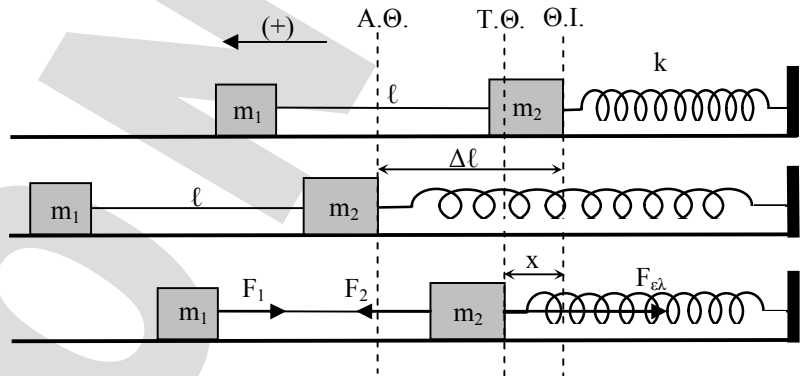 Α.Θ. Τ.Θ. Θ.Ι.
(+)
k
m₁ ℓ m₂
Δℓ
m₁ ℓ m₂
x
F₁ F₂ Fελ
m₁ m₂